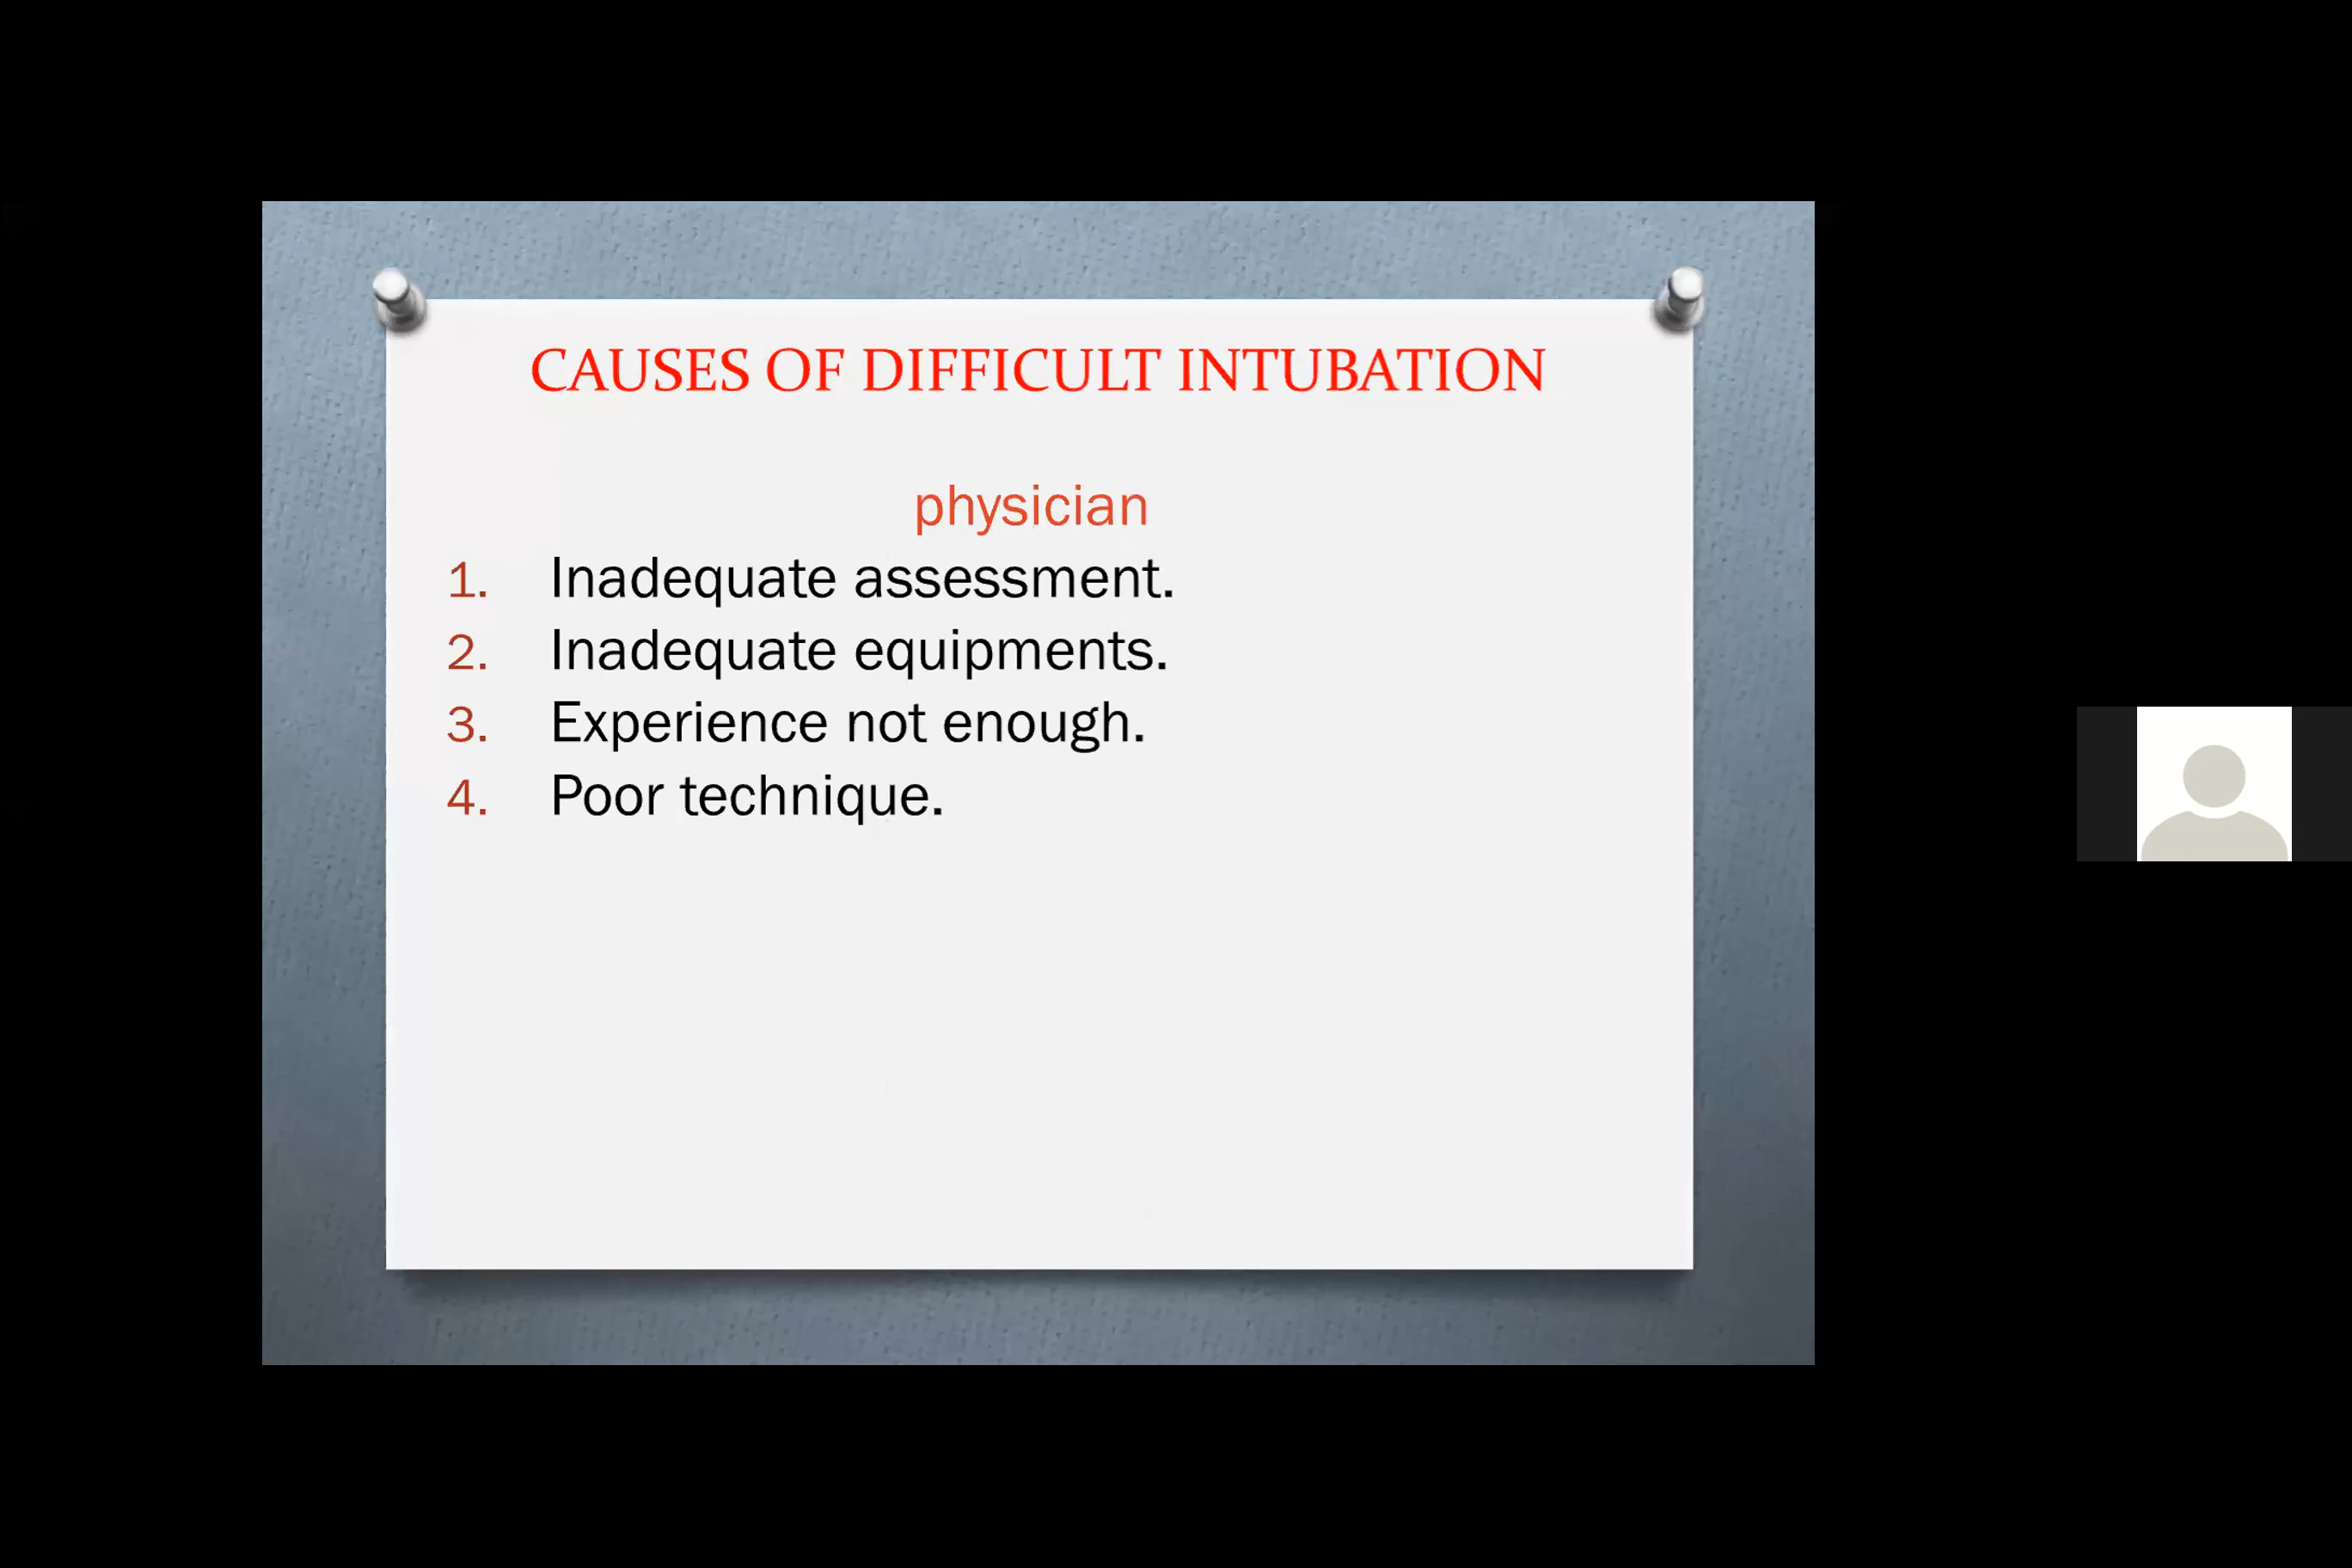 CAUSES OF DIFFICULT INTUBATION
physician
1. Inadequate assessment.
2. Inadequate equipments.
3. Experience not enough.
4. Poor technique.